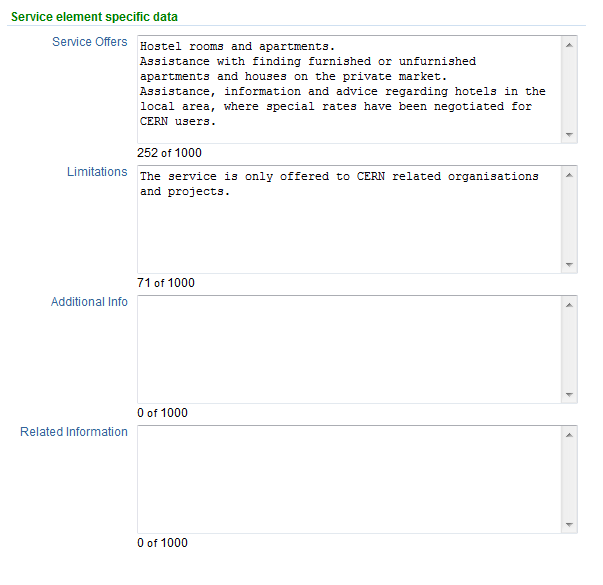 Service element specific data
Service Offers
Hostel rooms and apartments.
Assistance with finding furnished or unfurnished
apartments and houses on the private market.
Assistance, information and advice regarding hotels in the
local area, where special rates have been negotiated for
CERN users.
252 of 1000
Limitations
The service is only offered to CERN related organisations
and projects.
71 of 1000
Additional Info
0 of 1000
Related Information
0 of 1000